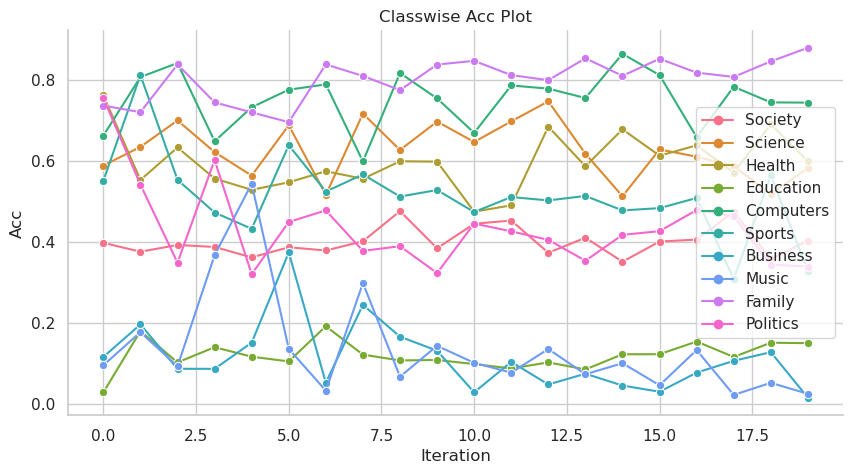 Classwise Acc Plot
Acc
0.8
0.6
0.4
0.2
0.0
Society
Science
Health
Education
Computers
Sports
Business
Music
Family
Politics
0.0 2.5 5.0 7.5 10.0 12.5 15.0 17.5
Iteration